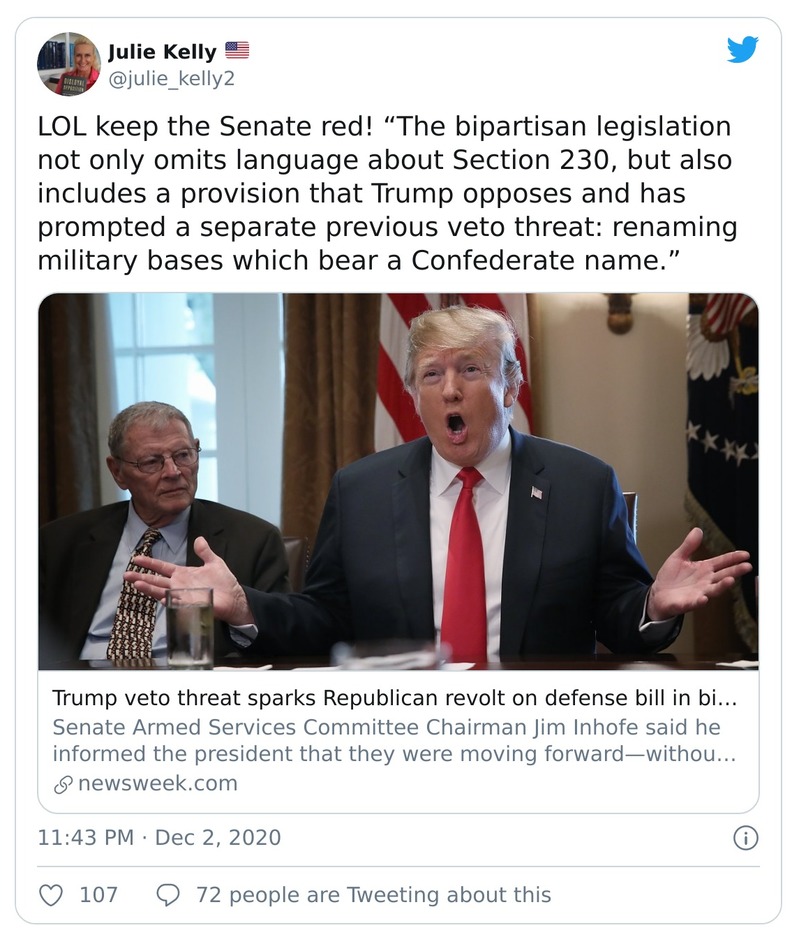 Julie Kelly
@julie_kelly2
LOL keep the Senate red! “The bipartisan legislation
not only omits language about Section 230, but also
includes a provision that Trump opposes and has
prompted a separate previous veto threat: renaming
military bases which bear a Confederate name.”
Trump veto threat sparks Republican revolt on defense bill in bi...
Senate Armed Services Committee Chairman Jim Inhofe said he
informed the president that they were moving forward—withou...
newsweek.com
11:43 PM · Dec 2, 2020
107 72 people are Tweeting about this